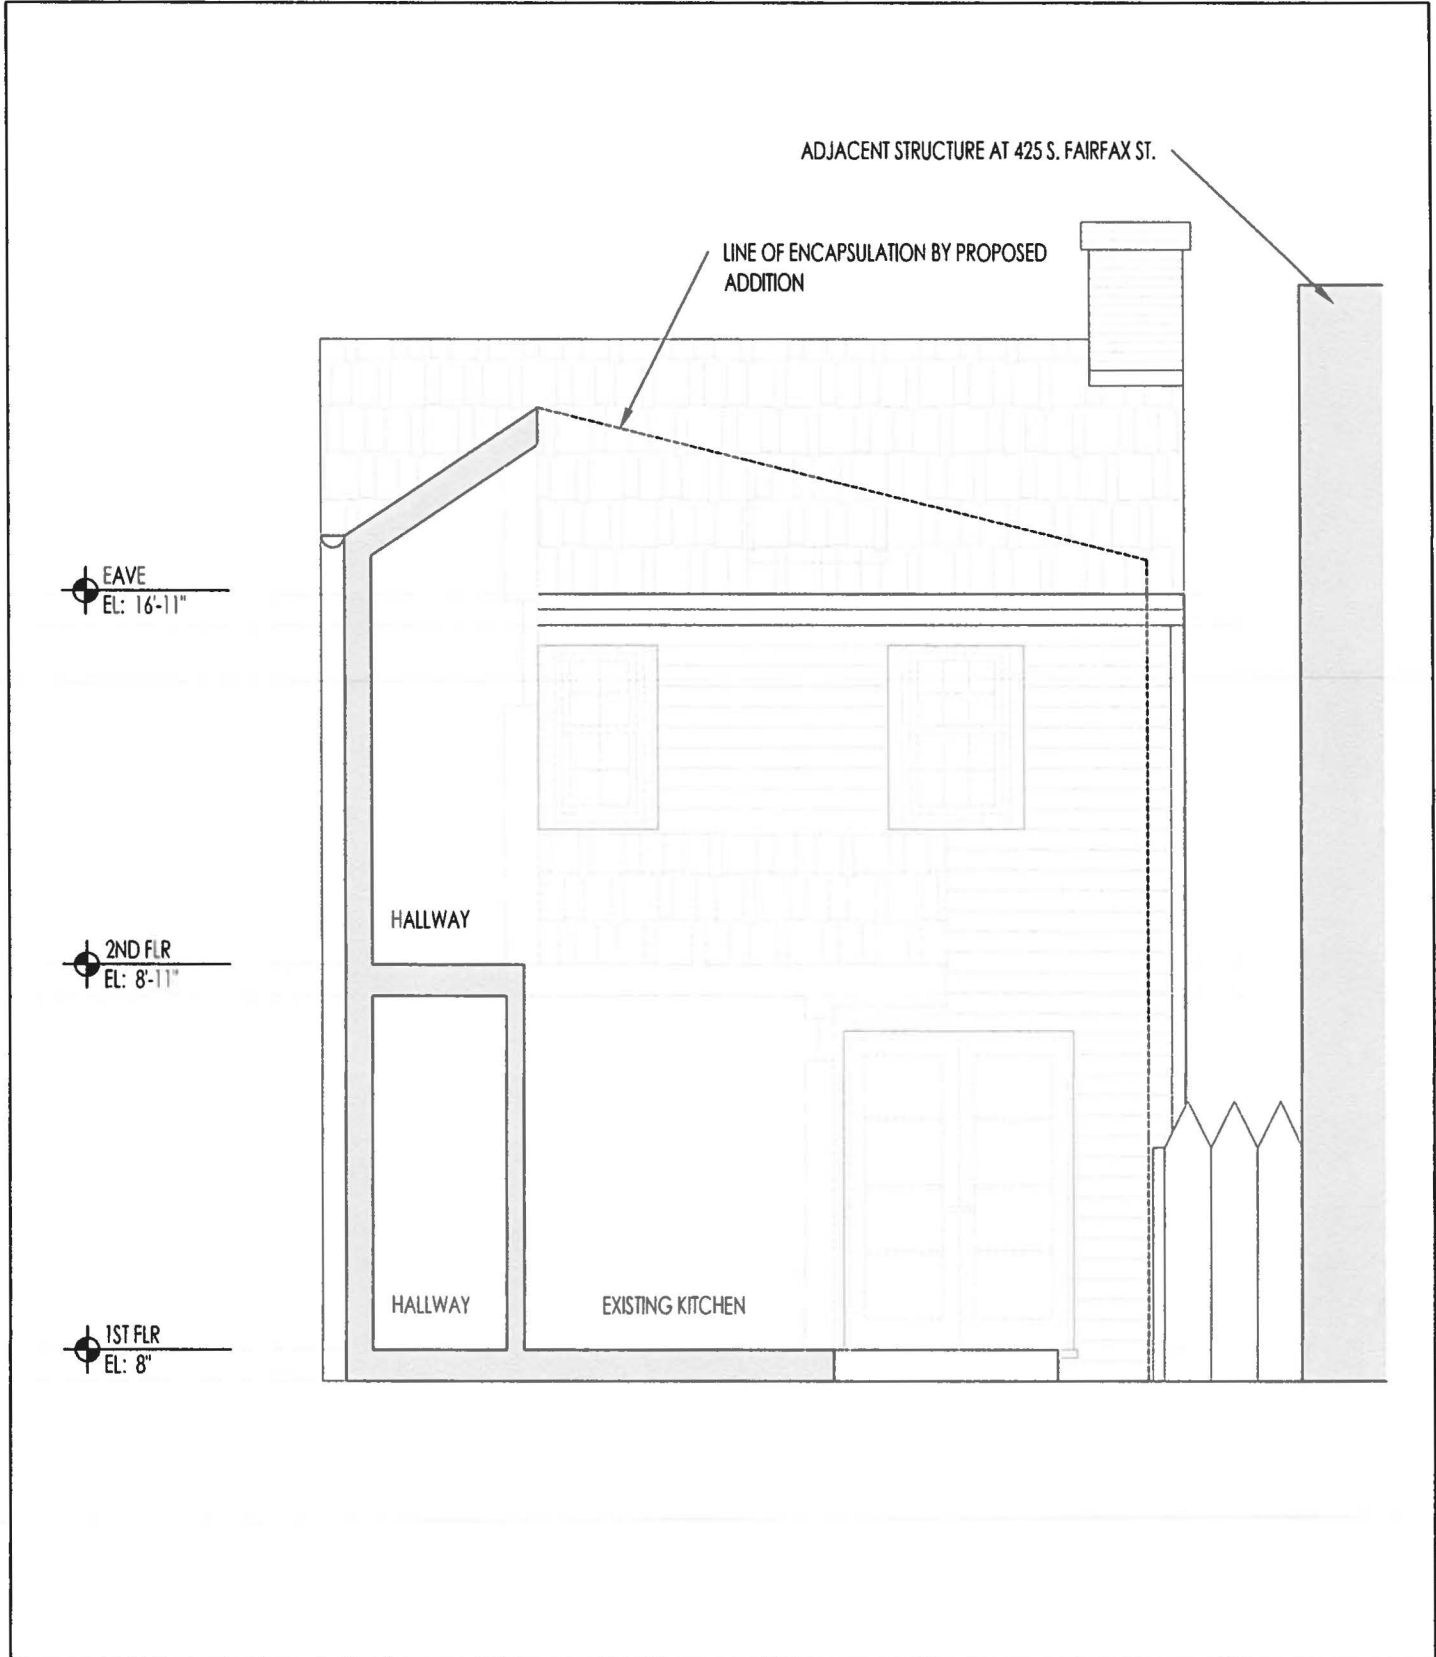 ADJACENT STRUCTURE AT 425 S. FAIRFAX ST.
LINE OF ENCAPSULATION BY PROPOSED
ADDITION
EAVE
EL: 16'-11"
HALLWAY
2ND FLR
EL: 8'-11"
HALLWAY
EXISTING KITCHEN
1ST FLR
EL: 8"